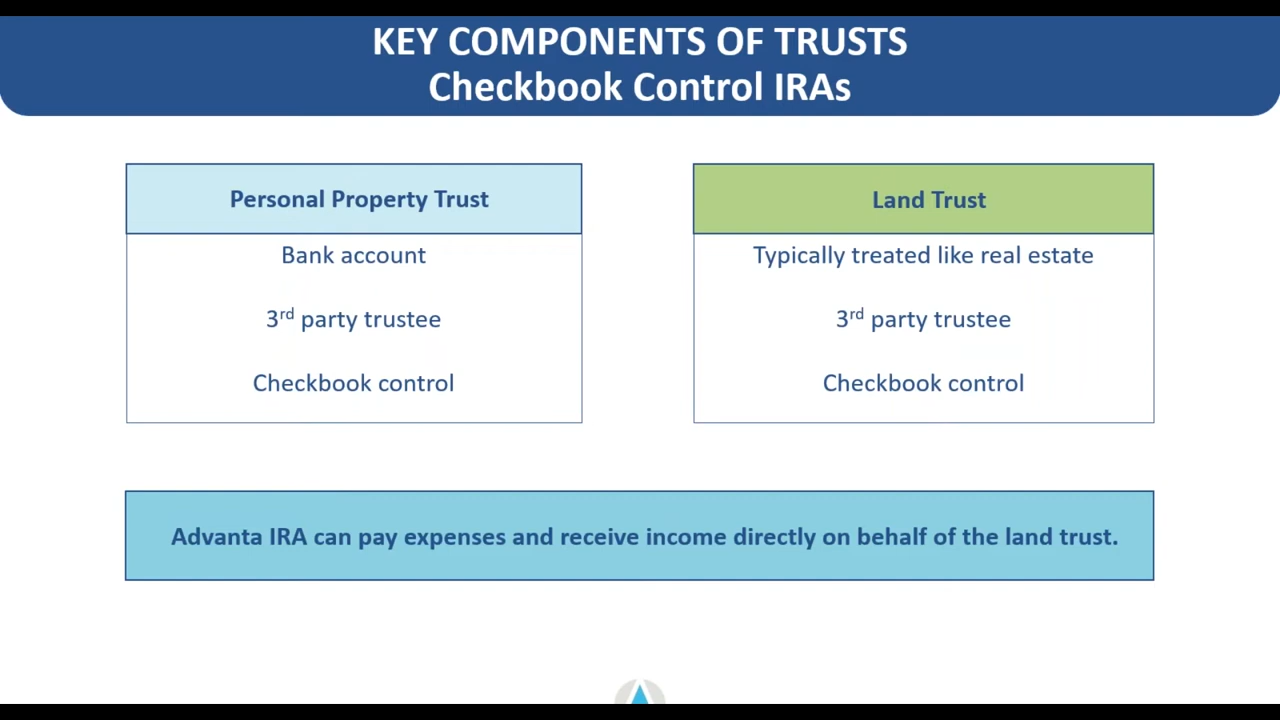 KEY COMPONENTS OF TRUSTS
Checkbook Control IRAs
Personal Property Trust
Bank account
3rd party trustee
Checkbook control
Land Trust
Typically treated like real estate
3rd party trustee
Checkbook control
Advanta IRA can pay expenses and receive income directly on behalf of the land trust.